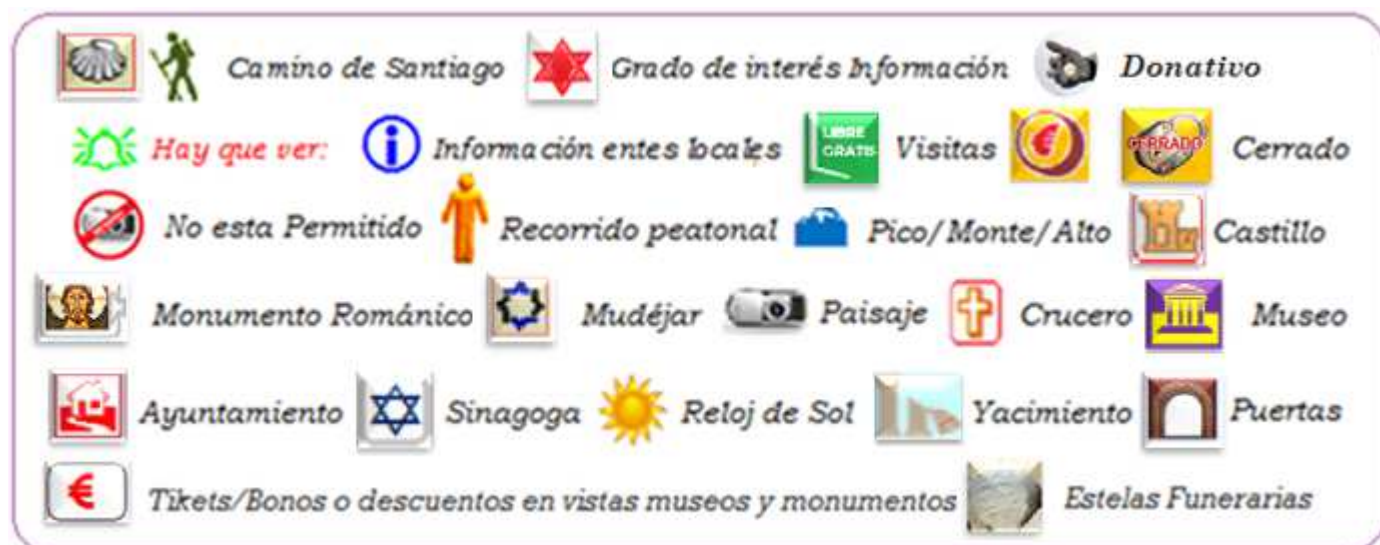 Camino de Santiago Grado de interés Información Donativo
Hay que ver: Información entes locales LIBRE GRATIS Visitas € CERRADO Cerrado
No esta Permitido Recorrido peatonal Pico/Monte/Alto Castillo
Monumento Románico Mudéjar Paisaje Crucero Museo
Ayuntamiento Sinagoga Reloj de Sol Yacimiento Puertas
€ Tikets/Bonos o descuentos en vistas museos y monumentos Estelas Funerarias